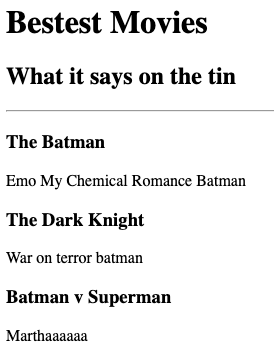 Bestest Movies
What it says on the tin
The Batman
Emo My Chemical Romance Batman
The Dark Knight
War on terror batman
Batman v Superman
Marthaaaaaa